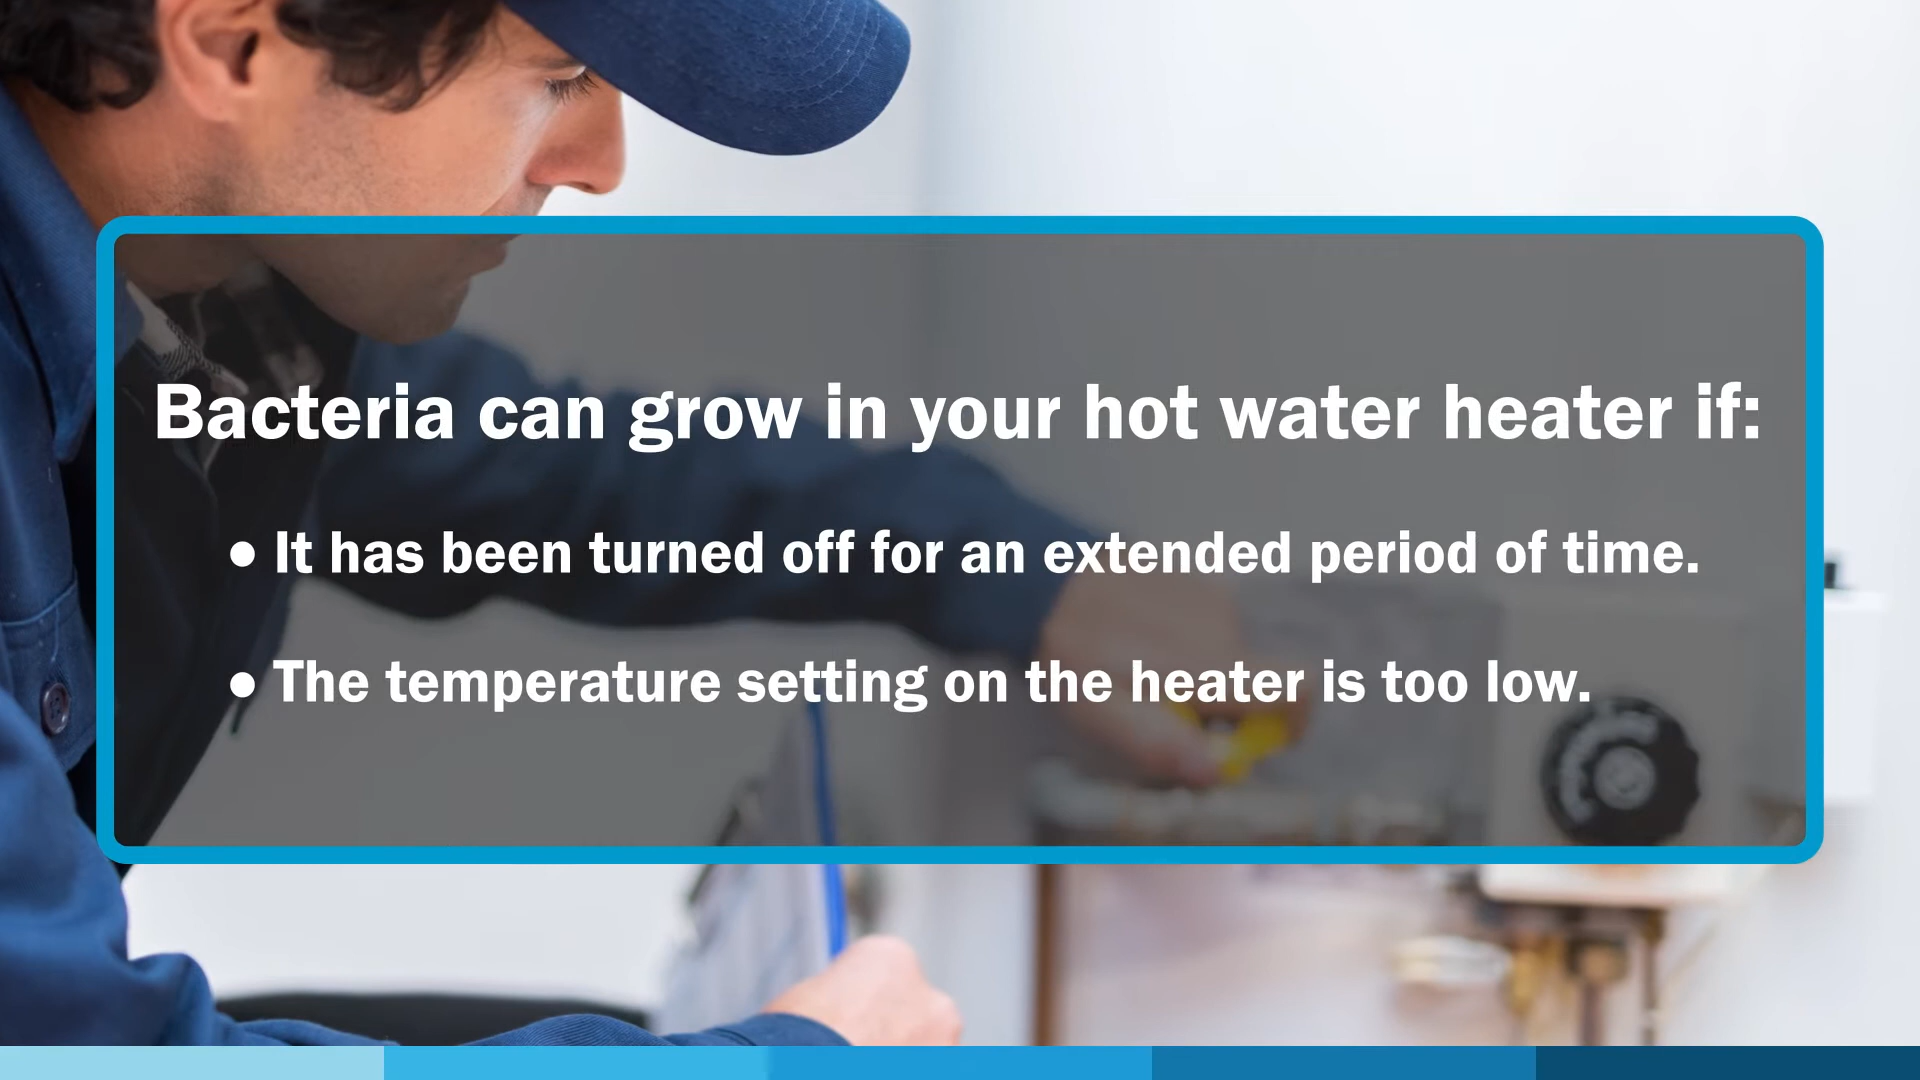 Bacteria can grow in your hot water heater if:
• It has been turned off for an extended period of time.
• The temperature setting on the heater is too low.